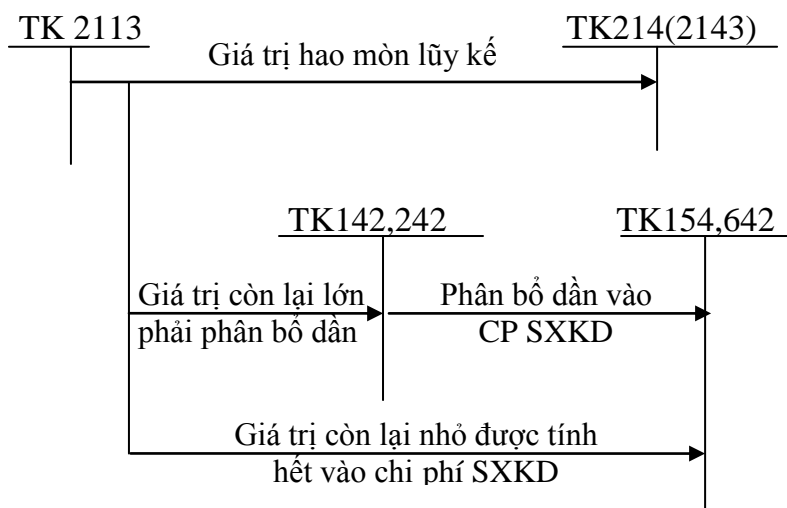 TK 2113
TK214(2143)
Giá trị hao mòn lũy kế
TK142,242
TK154,642
Giá trị còn lại lớn
phải phân bổ dần
Phân bổ dần vào
CP SXKD
Giá trị còn lại nhỏ được tính
hết vào chi phí SXKD